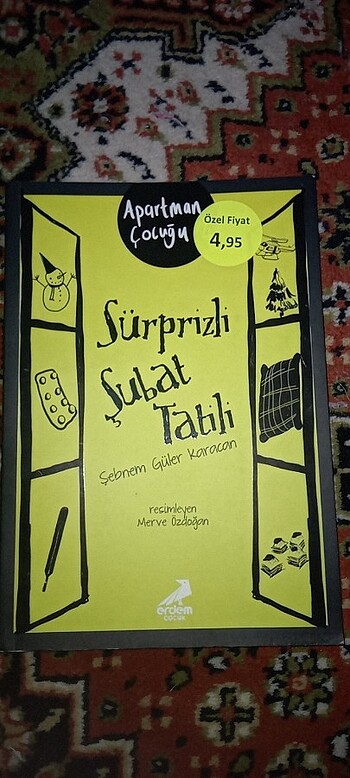 Apartman
Çocuğu
Özel Fiyat
4,95
Sürprizli
Şubat
Tatili
Şebnem Güler Karacan
resimleyen
Merve Özdoğan
erdem
ÇOCUK